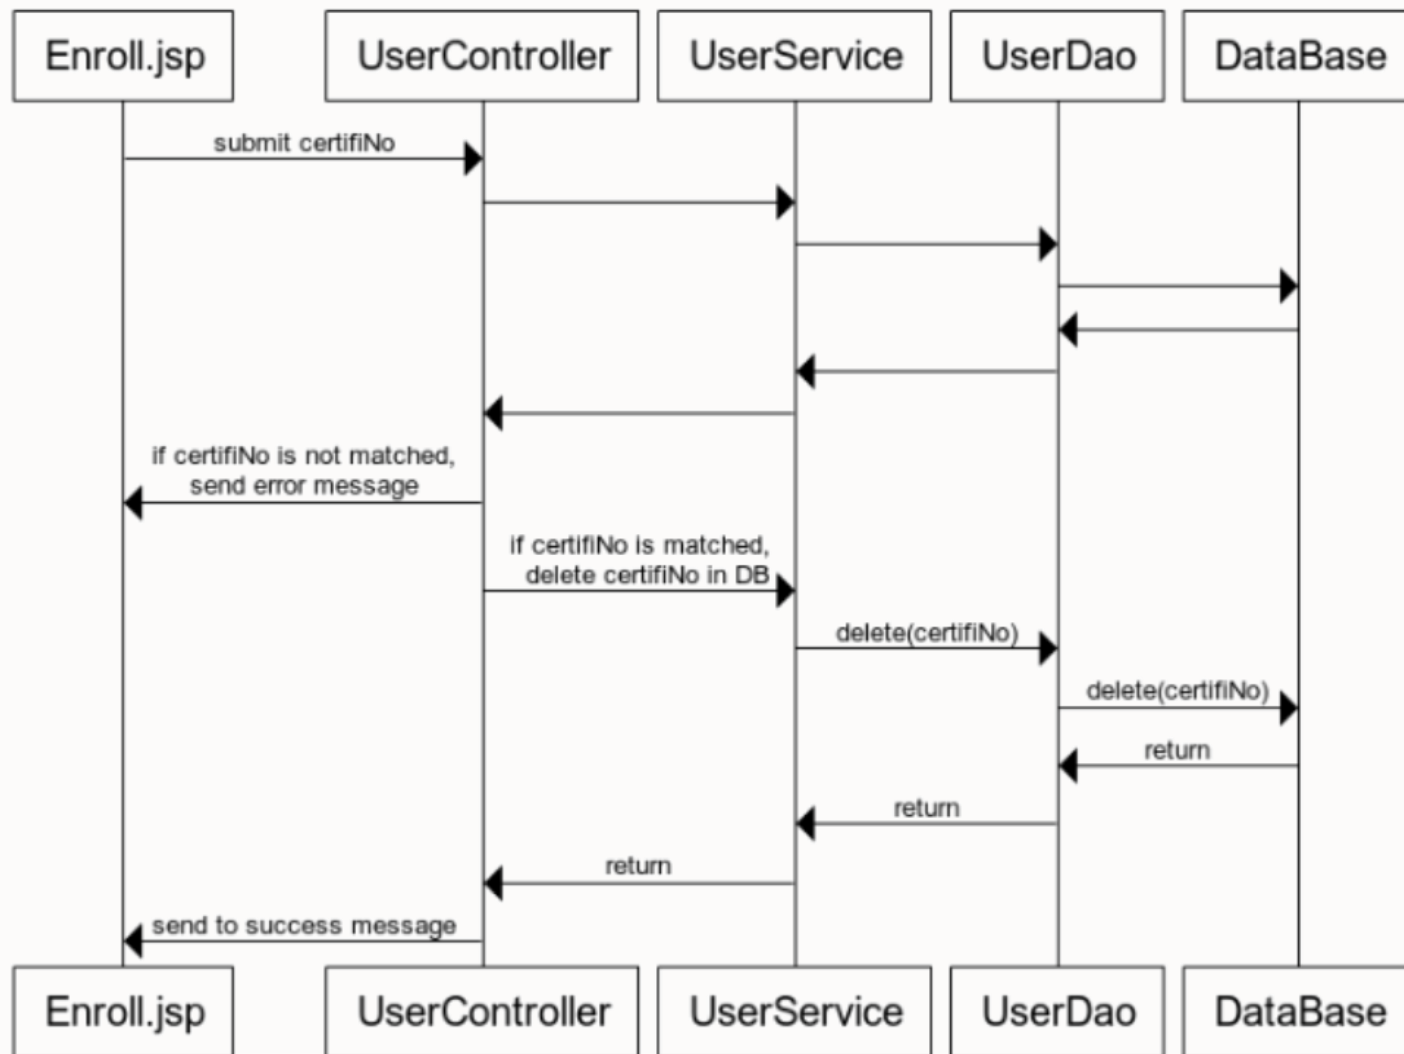 Enroll.jsp
UserController
UserService
UserDao
DataBase
submit certifiNo
if certifiNo is not matched,
send error message
if certifiNo is matched,
delete certifiNo in DB
delete(certifiNo)
delete(certifiNo)
return
return
return
send to success message
Enroll.jsp
UserController
UserService
UserDao
DataBase